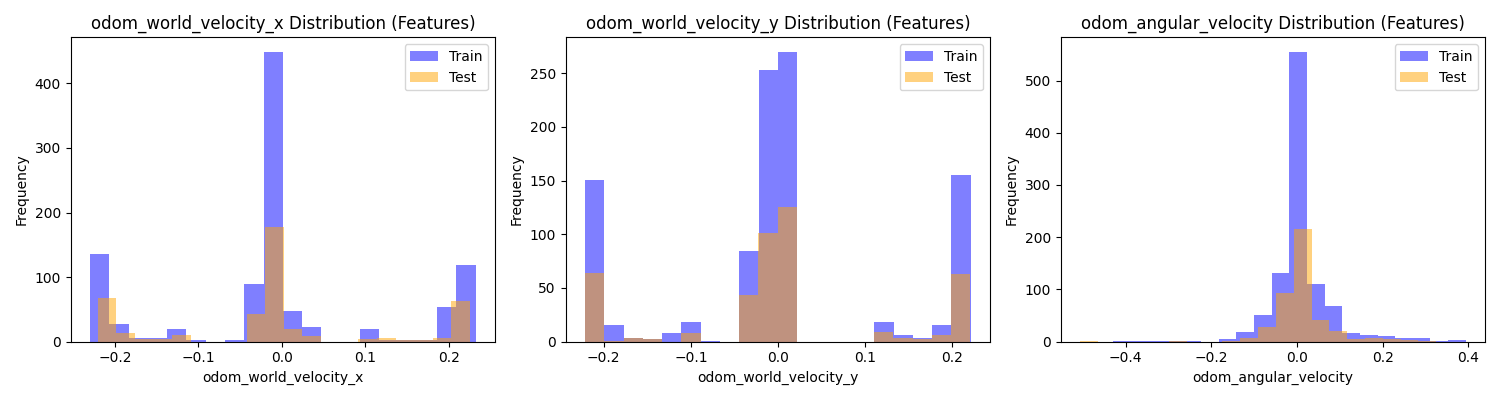 odom_world_velocity_x Distribution (Features)
Train
Test
400
300
200
100
0
Frequency
−0.2
−0.1
0.0
0.1
0.2
odom_world_velocity_x
odom_world_velocity_y Distribution (Features)
Train
Test
250
200
150
100
50
0
Frequency
−0.2
−0.1
0.0
0.1
0.2
odom_world_velocity_y
odom_angular_velocity Distribution (Features)
Train
Test
500
400
300
200
100
0
Frequency
−0.4
−0.2
0.0
0.2
0.4
odom_angular_velocity